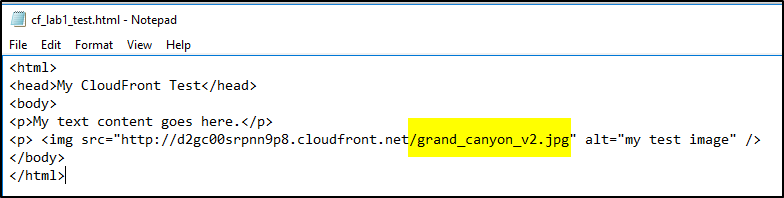 cf_lab1_test.html - Notepad
File Edit Format View Help
<html>
<head>My CloudFront Test</head>
<body>
<p>My text content goes here.</p>
<p> <img src="http://d2gc00srpnn9p8.cloudfront.net/grand_canyon_v2.jpg" alt="my test image" />
</body>
</html>